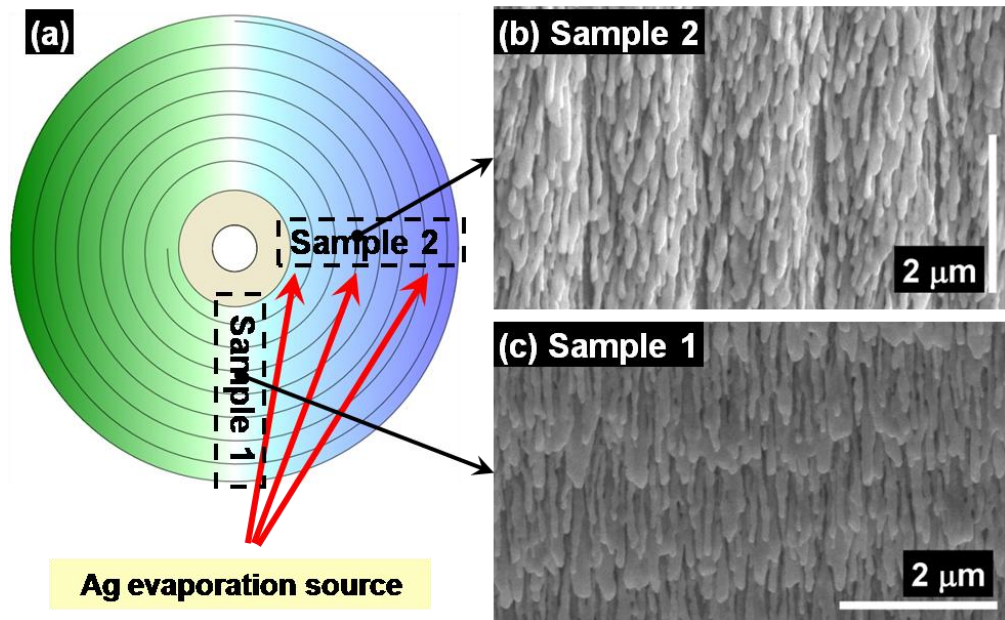 (a)
Sample 2
Sample 1
Ag evaporation source
(b) Sample 2
2 μm
(c) Sample 1
2 μm